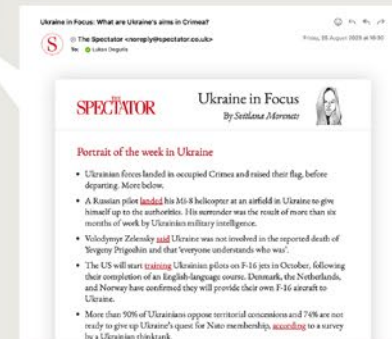 Ukraine in Focus: What are Ukraine's aims in Crimea?
The Spectator <noreply@spectator.co.uk>
To:
Friday, 25 August 2023 at
THE
SPECTATOR
Ukraine in Focus
By Svitlana Morenets
Portrait of the week in Ukraine
• Ukrainian forces landed in occupied Crimea and raised their flag, before
departing. More below.
• A Russian pilot landed his Mi-8 helicopter at an airfield in Ukraine to give
himself up to the authorities. His surrender was the result of more than six
months of work by Ukrainian military intelligence.
• Volodymyr Zelensky said Ukraine was not involved in the reported death of
Yevgeny Prigozhin and that 'everyone understands who was'.
• The US will start training Ukrainian pilots on F-16 jets in October, following
their completion of an English-language course. Denmark, the Netherlands,
and Norway have confirmed they will provide their own F-16 aircraft to
Ukraine.
• More than 90% of Ukrainians oppose territorial concessions and 74% are not
ready to give up Ukraine's quest for Nato membership, according to a survey
by a Ukrainian thinktank.